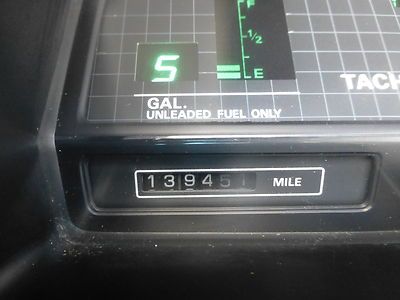 F
1/2
E
5
TACH
GAL.
UNLEADED FUEL ONLY
13945 MILE